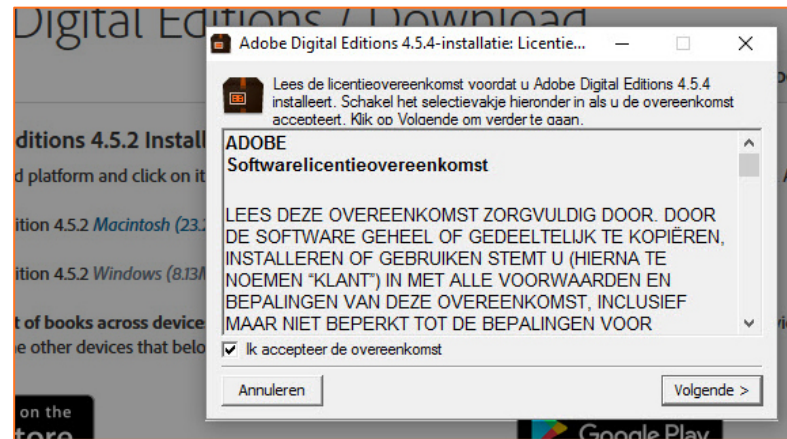 Digital Editions / Download
Adobe Digital Editions 4.5.4-installatie: Licentie...
Lees de licentieovereenkomst voordat u Adobe Digital Editions 4.5.4
installeert. Schakel het selectievakje hieronder in als u de overeenkomst
accepteert. Klik op Volgende om verder te gaan.
ADOBE
Softwarelicentieovereenkomst
LEES DEZE OVEREENKOMST ZORGVULDIG DOOR. DOOR
DE SOFTWARE GEHEEL OF GEDEELTELIJK TE KOPIËREN,
INSTALLEREN OF GEBRUIKEN STEMT U (HIERNA TE
NOEMEN “KLANT”) IN MET ALLE VOORWAARDEN EN
BEPALINGEN VAN DEZE OVEREENKOMST, INCLUSIEF
MAAR NIET BEPERKT TOT DE BEPALINGEN VOOR
Ik accepteer de overeenkomst
Annuleren
Volgende >
ditions 4.5.2 Install
d platform and click on it
ition 4.5.2 Macintosh (23.2
ition 4.5.2 Windows (8.13M
t of books across device
e other devices that belo
on the
tore
Google Play